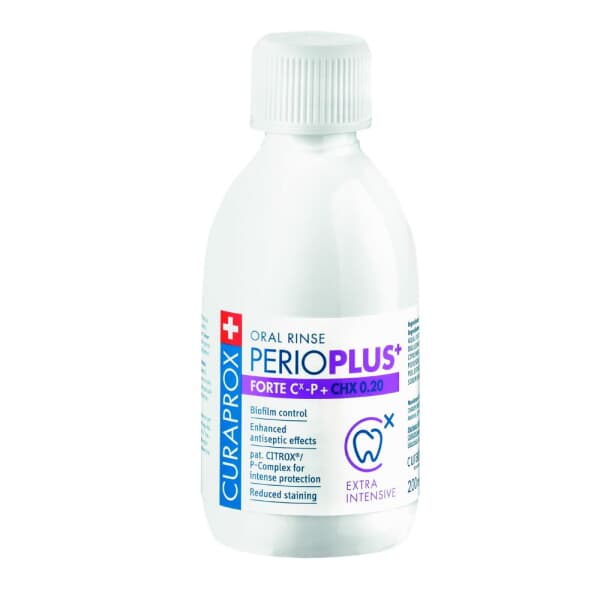 CURAPROX
ORAL RINSE
PERIOPLUS+
FORTE Cˣ-P + CHX 0.20
Biofilm control
Enhanced
antiseptic effects
pat. CITROX®/
P-Complex for
intense protection
Reduced staining
X
EXTRA
INTENSIVE